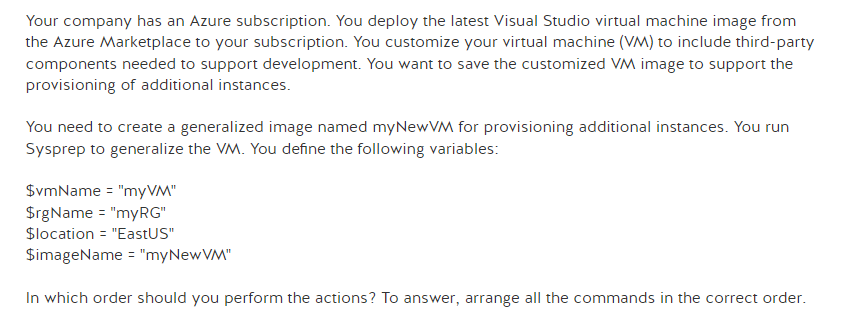 Your company has an Azure subscription. You deploy the latest Visual Studio virtual machine image from
the Azure Marketplace to your subscription. You customize your virtual machine (VM) to include third-party
components needed to support development. You want to save the customized VM image to support the
provisioning of additional instances.
You need to create a generalized image named myNewVM for provisioning additional instances. You run
Sysprep to generalize the VM. You define the following variables:
$vmName = "myVM"
$rgName = "myRG"
$location = "EastUS"
$imageName = "myNewVM"
In which order should you perform the actions? To answer, arrange all the commands in the correct order.